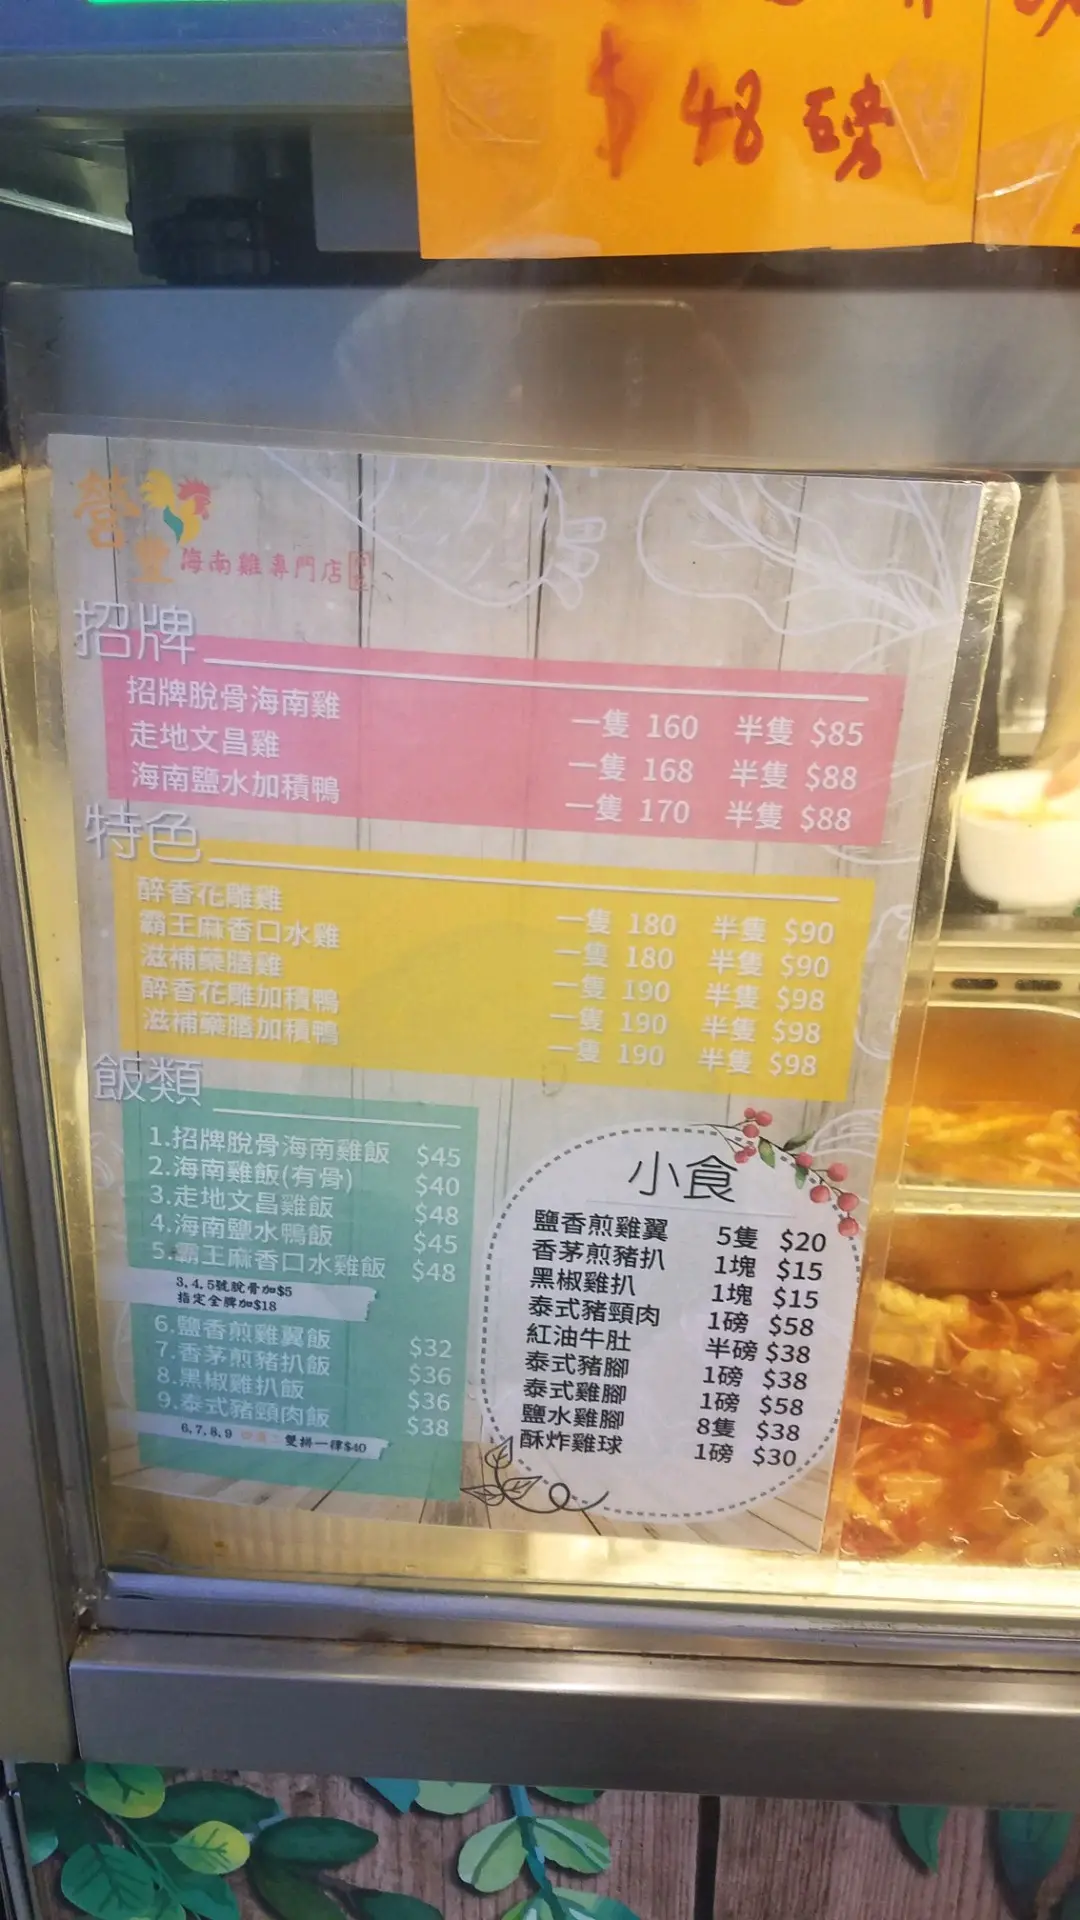 $48磅
營豐
海南雞專門店
招牌
招牌脫骨海南雞 一隻 160 半隻 $85
走地文昌雞 一隻 168 半隻 $88
海南鹽水加積鴨 一隻 170 半隻 $88
特色
醉香花雕雞 一隻 180 半隻 $90
霸王麻香口水雞 一隻 180 半隻 $90
滋補藥膳雞 一隻 190 半隻 $98
醉香花雕加積鴨 一隻 190 半隻 $98
滋補藥膳加積鴨 一隻 190 半隻 $98
飯類
1.招牌脫骨海南雞飯 $45
2.海南雞飯(有骨) $40
3.走地文昌雞飯 $48
4.海南鹽水鴨飯 $45
5.霸王麻香口水雞飯 $48
3,4,5號脫骨加$5
指定全髀加$18
6.鹽香煎雞翼飯 $32
7.香茅煎豬扒飯 $36
8.黑椒雞扒飯 $36
9.泰式豬頸肉飯 $38
6,7,8,9 雙拼一律$40
小食
鹽香煎雞翼 5隻 $20
香茅煎豬扒 1塊 $15
黑椒雞扒 1塊 $15
泰式豬頸肉 1磅 $58
紅油牛肚 半磅 $38
泰式豬腳 1磅 $38
泰式雞腳 1磅 $58
鹽水雞腳 8隻 $38
酥炸雞球 1磅 $30